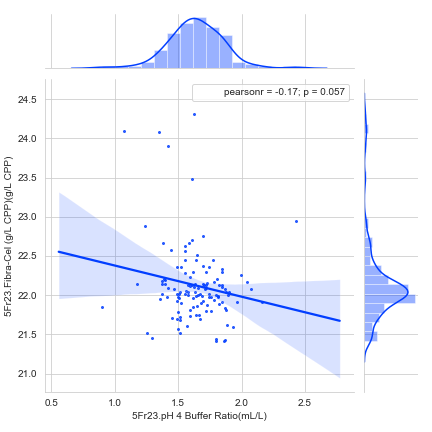 pearsonr = -0.17; p = 0.057
24.5
24.0
23.5
23.0
22.5
22.0
21.5
21.0
5Fr23.Fibra-Cel (g/L CPP)(g/L CPP)
0.5 1.0 1.5 2.0 2.5
5Fr23.pH 4 Buffer Ratio(mL/L)